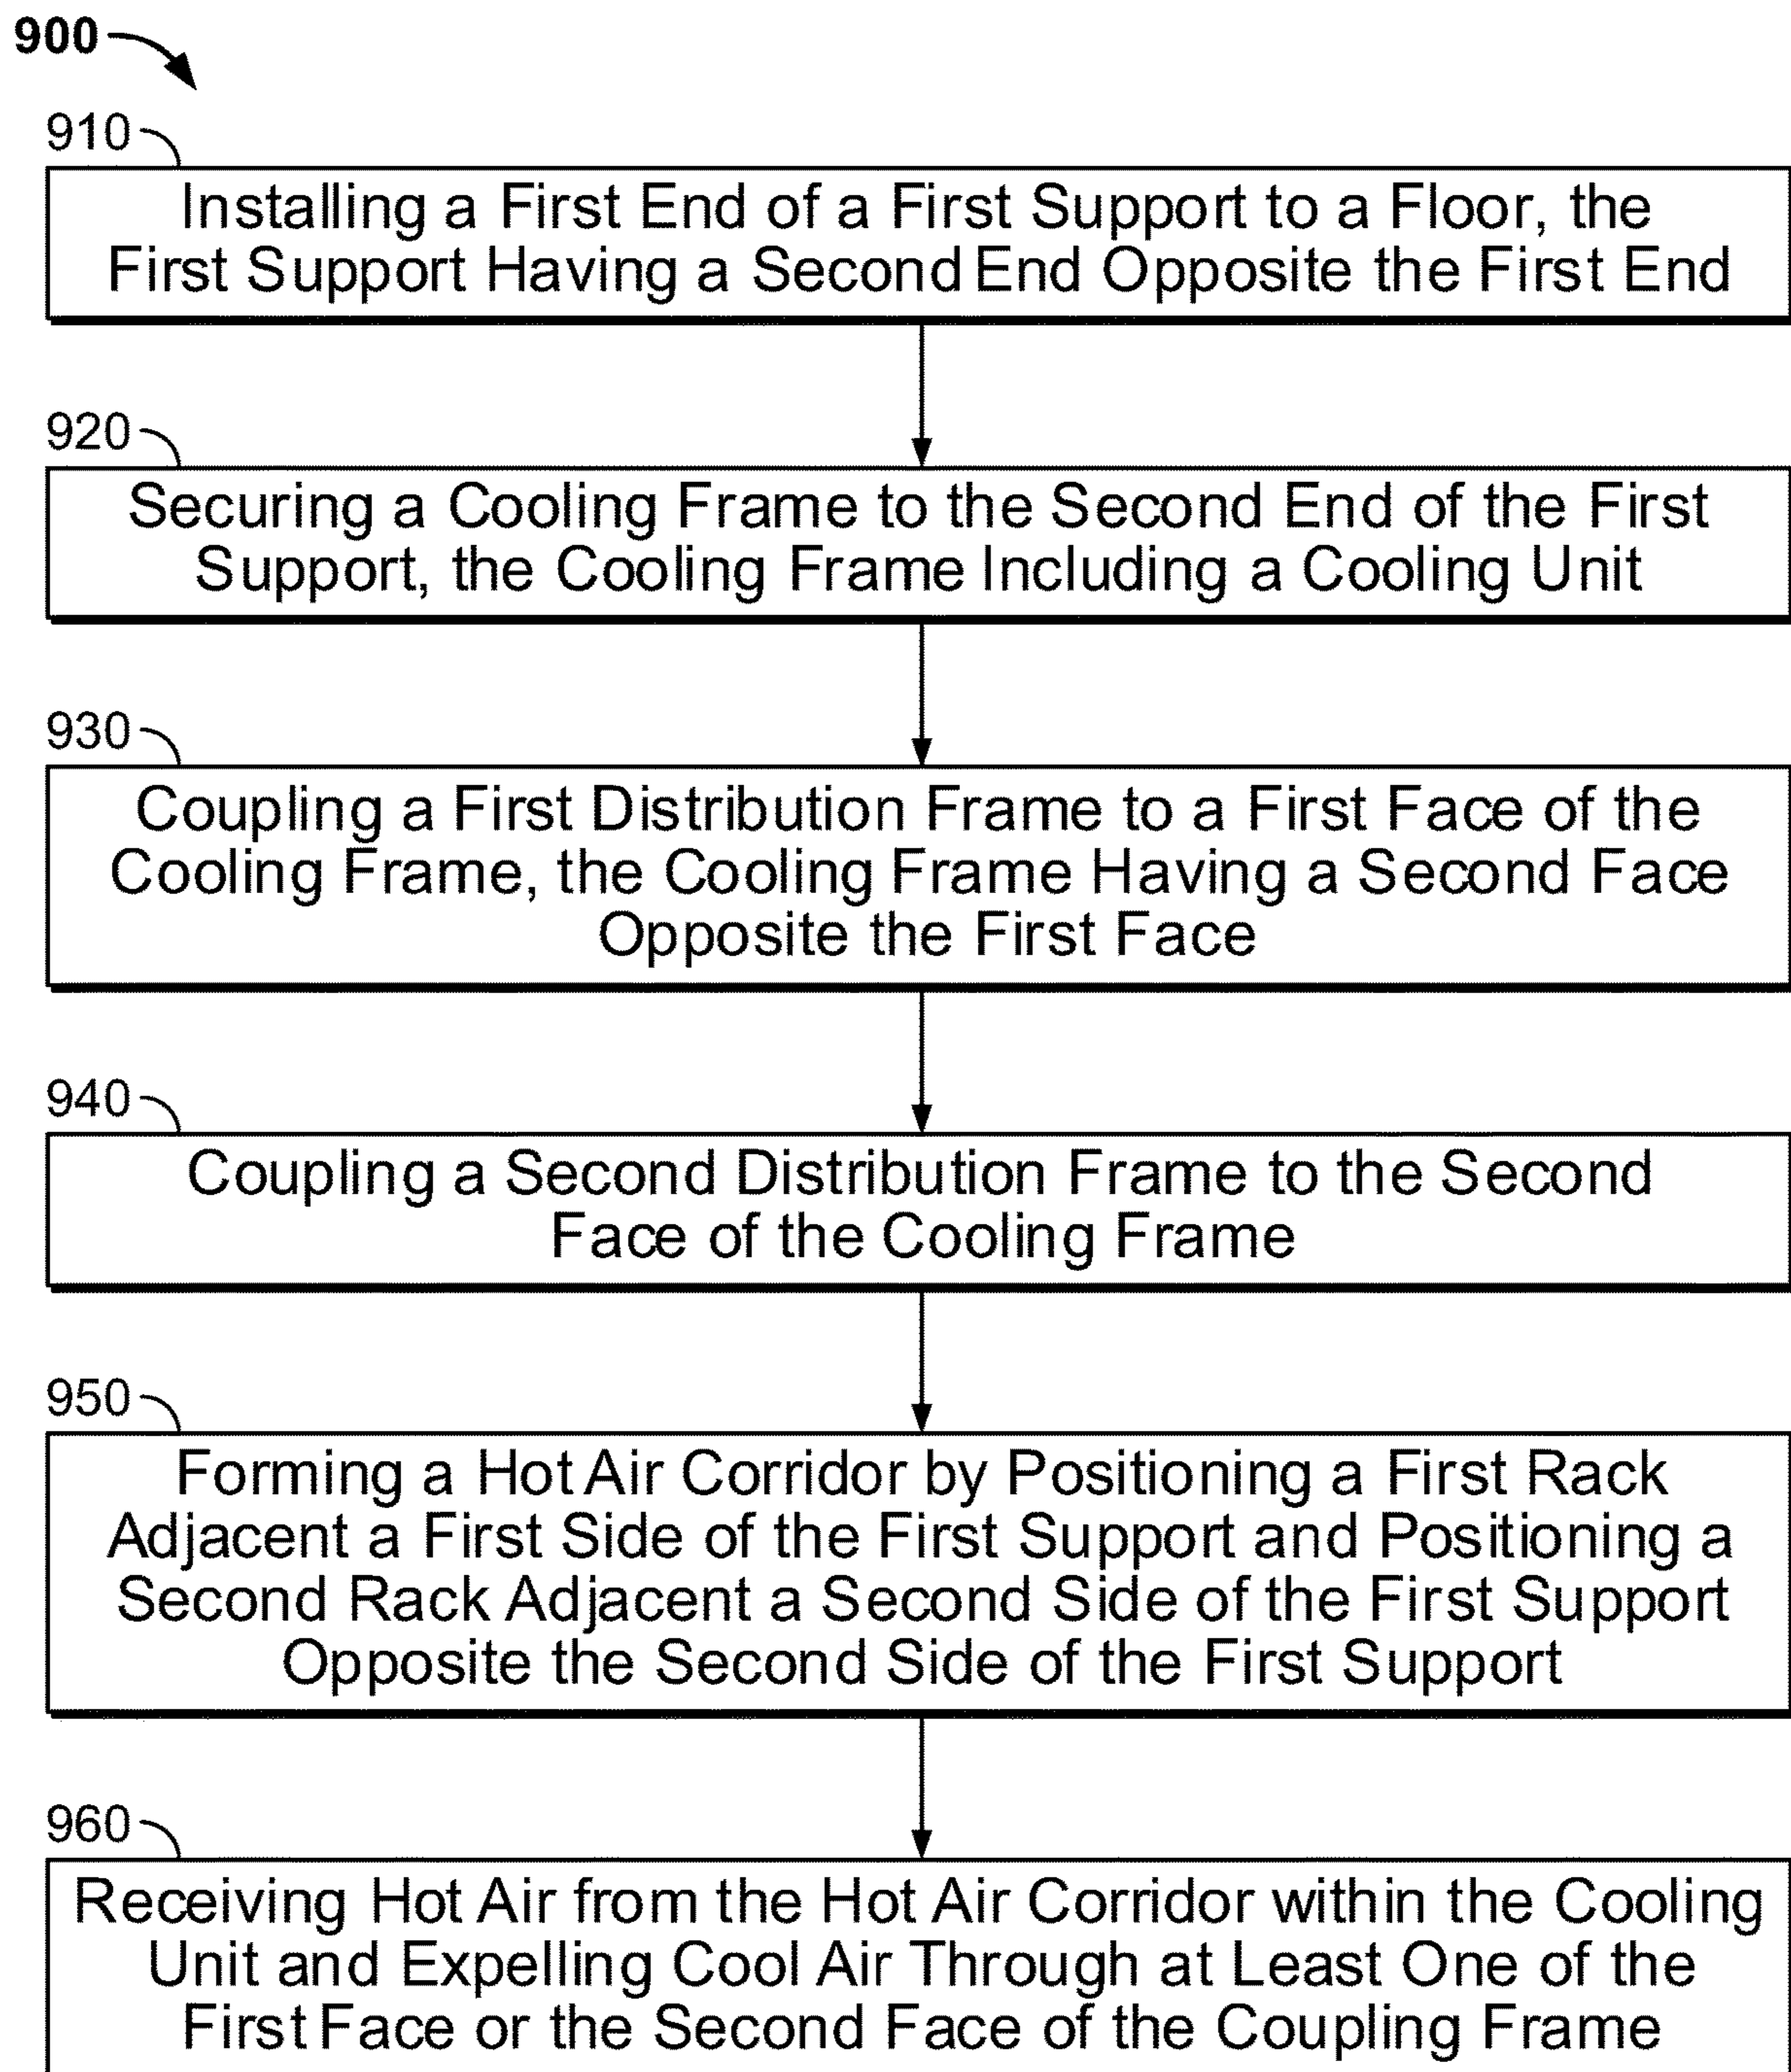 900
910
Installing a First End of a First Support to a Floor, the
First Support Having a Second End Opposite the First End
920
Securing a Cooling Frame to the Second End of the First
Support, the Cooling Frame Including a Cooling Unit
930
Coupling a First Distribution Frame to a First Face of the
Cooling Frame, the Cooling Frame Having a Second Face
Opposite the First Face
940
Coupling a Second Distribution Frame to the Second
Face of the Cooling Frame
950
Forming a Hot Air Corridor by Positioning a First Rack
Adjacent a First Side of the First Support and Positioning a
Second Rack Adjacent a Second Side of the First Support
Opposite the Second Side of the First Support
960
Receiving Hot Air from the Hot Air Corridor within the Cooling
Unit and Expelling Cool Air Through at Least One of the
First Face or the Second Face of the Coupling Frame